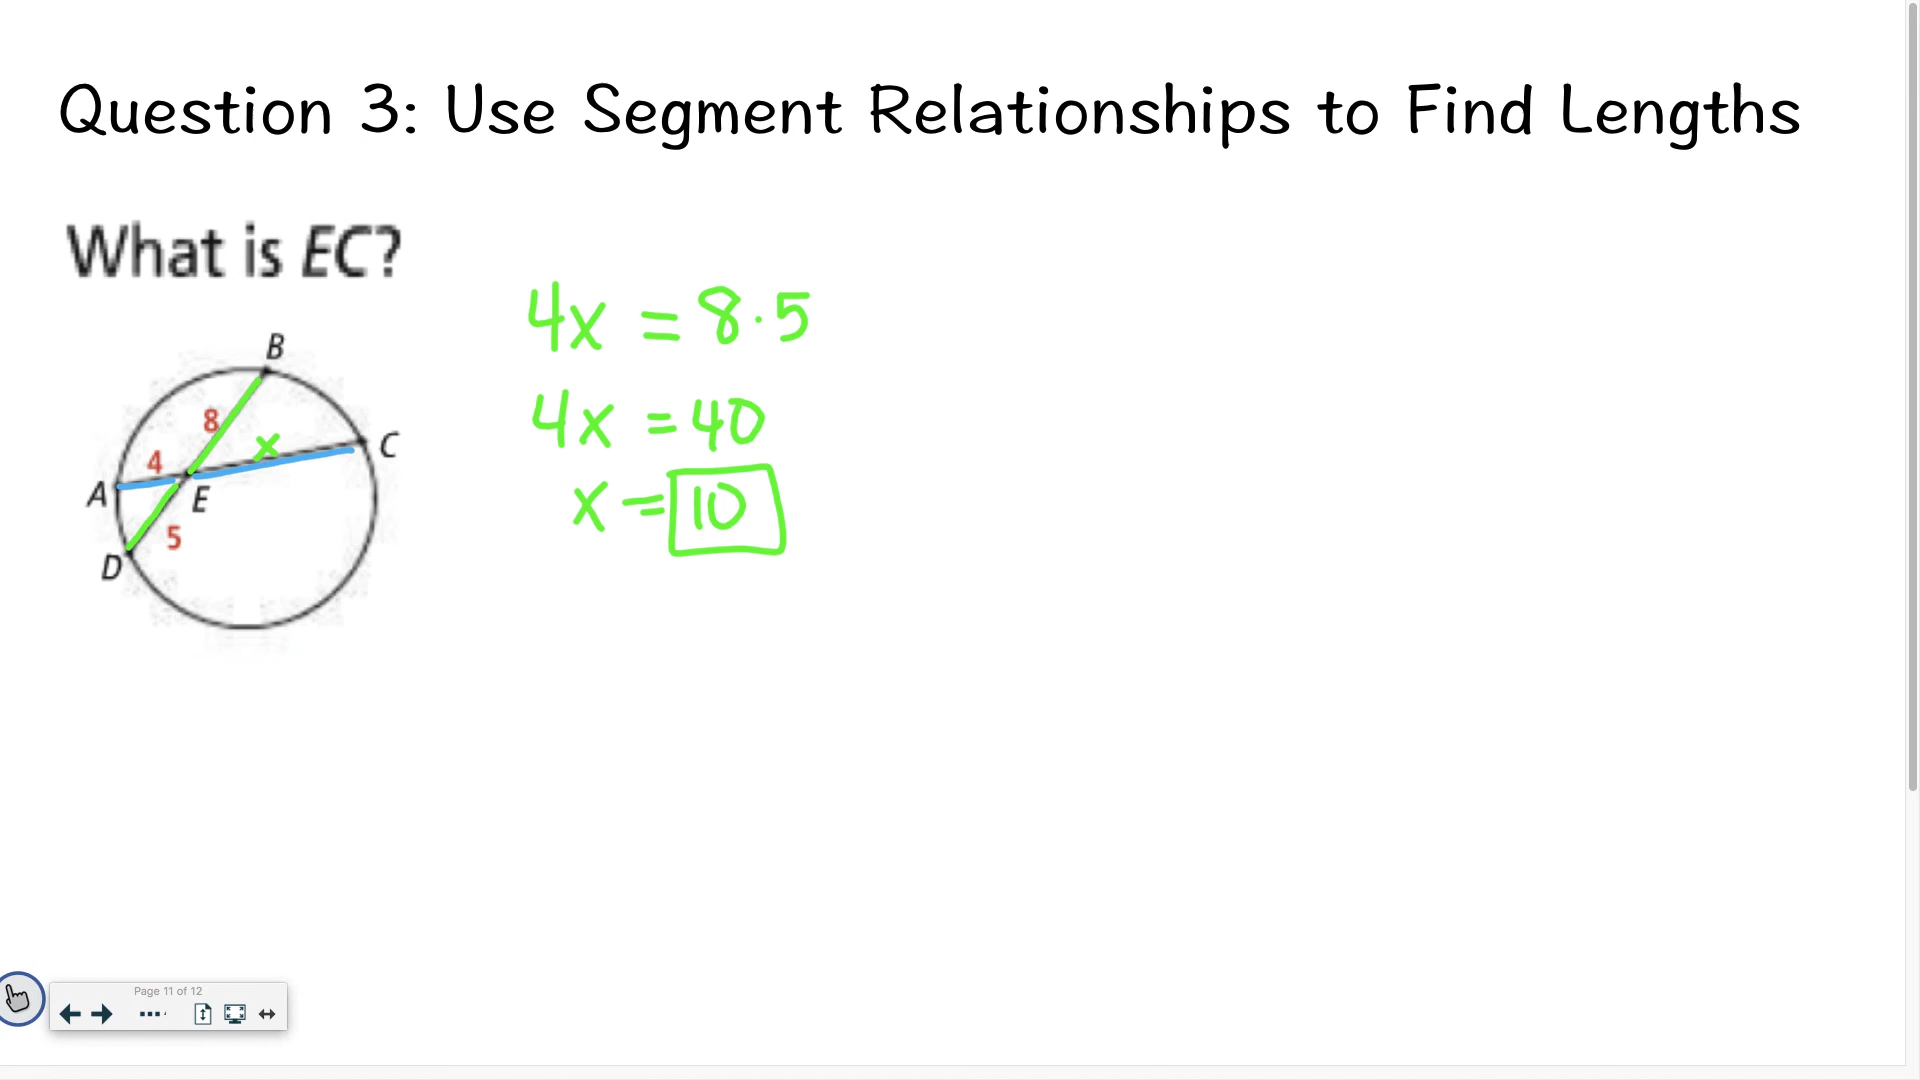 Question 3: Use Segment Relationships to Find Lengths
What is EC?
4x = 8·5
4x = 40
x = 10
B
8
x
C
4
A
E
5
D
Page 11 of 12